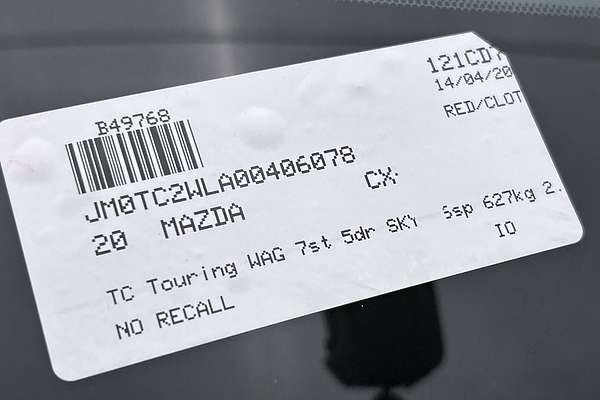 121CD7
14/04/20
RED/CLOT
B49768
JM0TC2WLA00406078
20 MAZDA CX-
TC Touring WAG 7st 5dr SKY 6sp 627kg 2.
NO RECALL IO